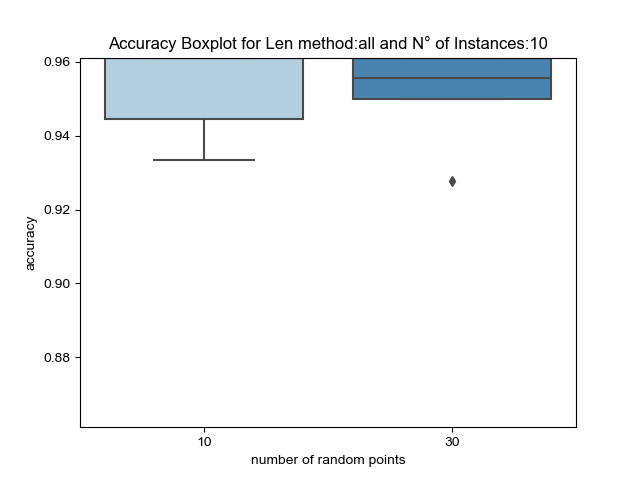 Accuracy Boxplot for Len method:all and N° of Instances:10
0.96
0.94
0.92
0.90
0.88
accuracy
10
30
number of random points